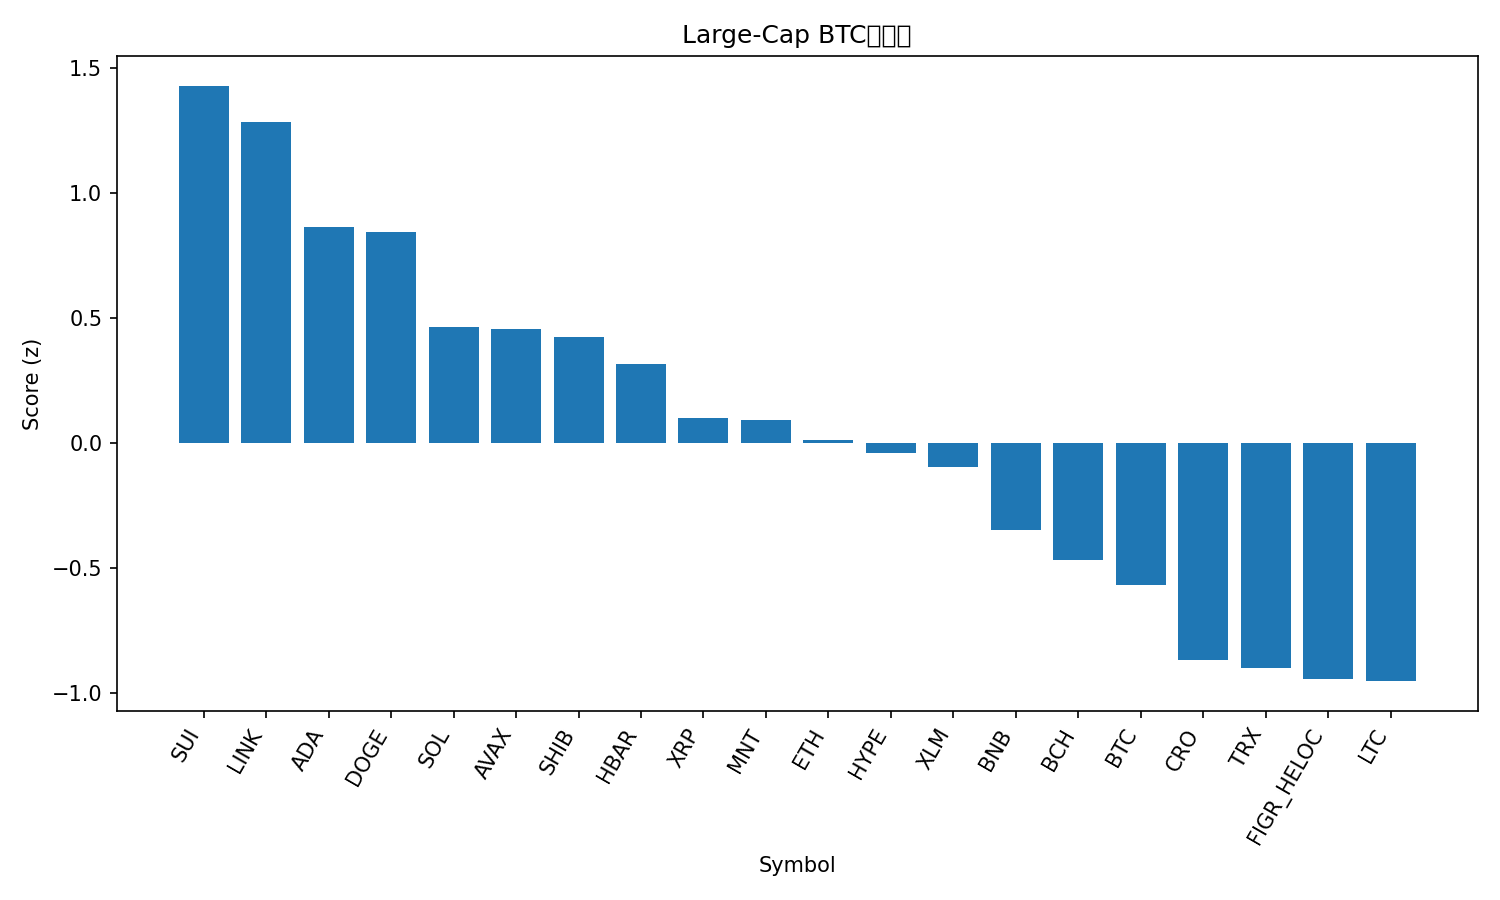 Large-Cap BTC
Score (z)
1.5
1.0
0.5
0.0
−0.5
−1.0
SUI
LINK
ADA
DOGE
SOL
AVAX
SHIB
HBAR
XRP
MNT
ETH
HYPE
XLM
BNB
BCH
BTC
CRO
TRX
FIGR_HELOC
LTC
Symbol